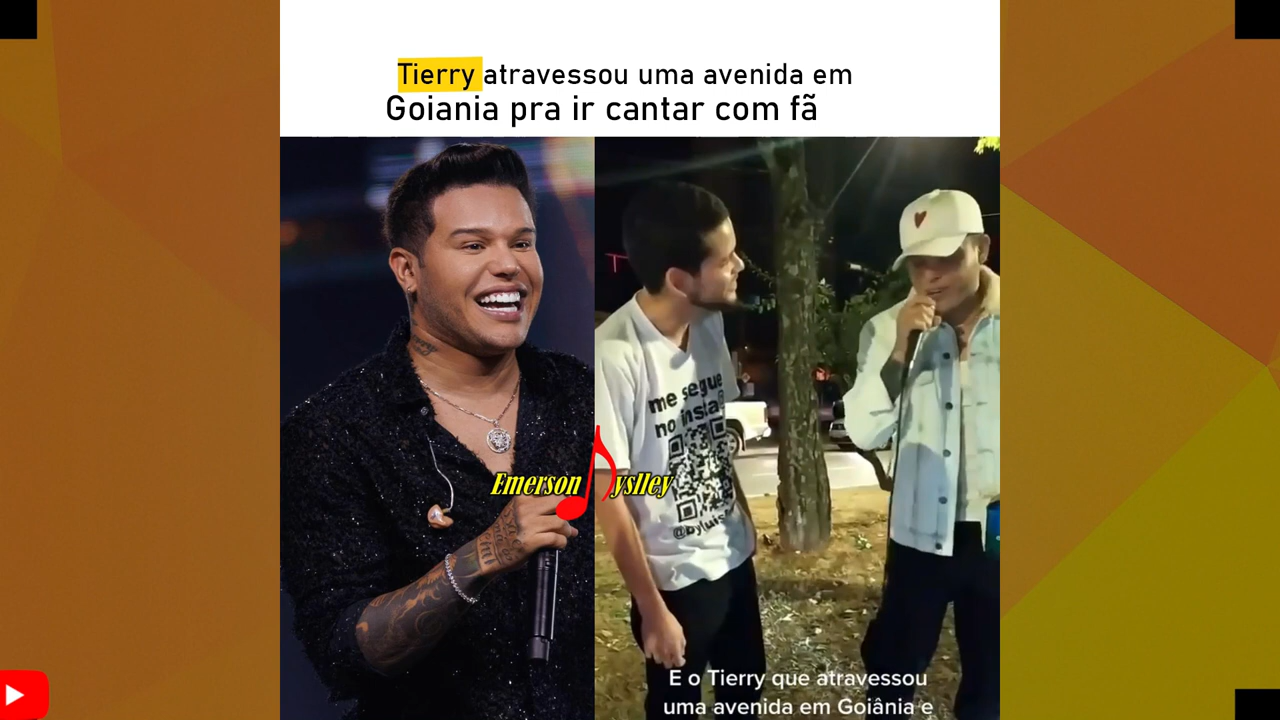 Tierry atravessou uma avenida em
Goiania pra ir cantar com fã
me segue
no insta
Emerson
yslley
E o Tierry que atravessou
uma avenida em Goiânia e